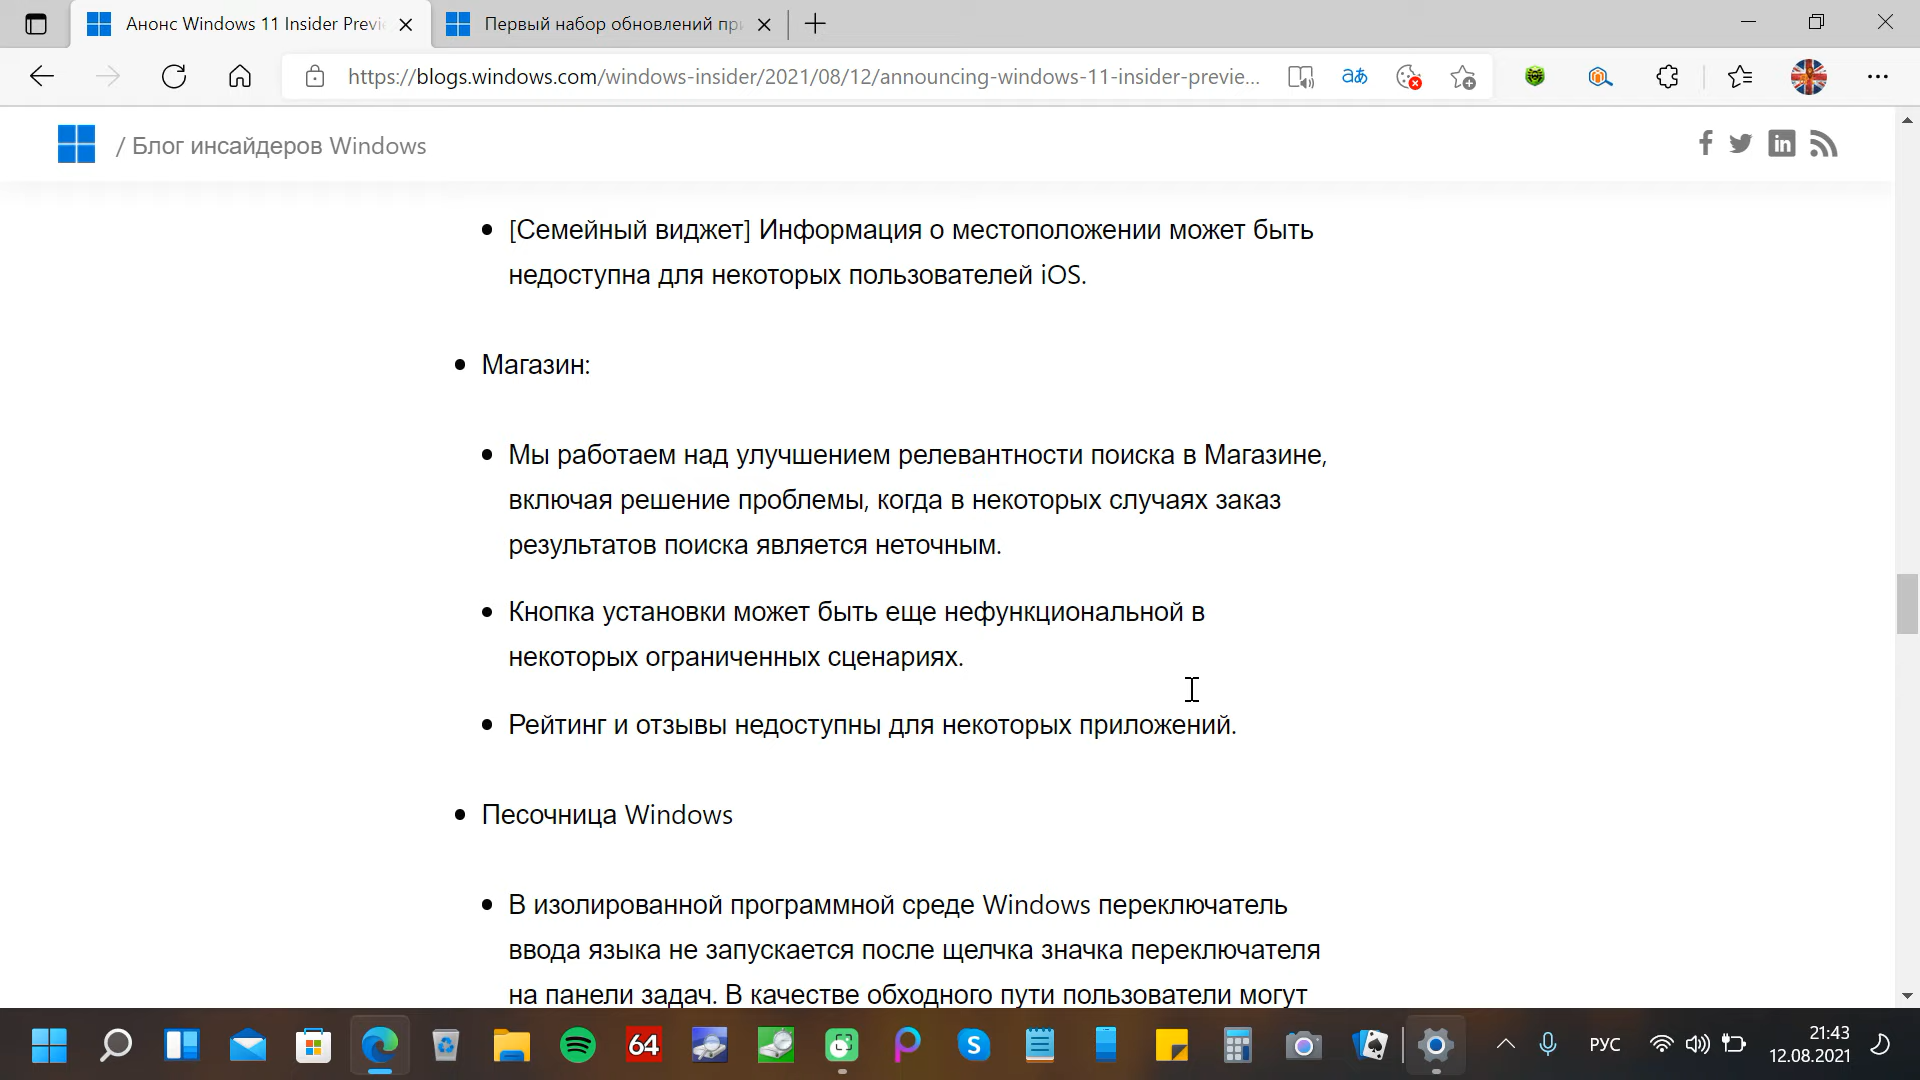 Анонс Windows 11 Insider Previe
Первый набор обновлений при
https://blogs.windows.com/windows-insider/2021/08/12/announcing-windows-11-insider-previe...
/ Блог инсайдеров Windows
[Семейный виджет] Информация о местоположении может быть
недоступна для некоторых пользователей iOS.
Магазин:
Мы работаем над улучшением релевантности поиска в Магазине,
включая решение проблемы, когда в некоторых случаях заказ
результатов поиска является неточным.
Кнопка установки может быть еще нефункциональной в
некоторых ограниченных сценариях.
Рейтинг и отзывы недоступны для некоторых приложений.
Песочница Windows
В изолированной программной среде Windows переключатель
ввода языка не запускается после щелчка значка переключателя
на панели задач. В качестве обходного пути пользователи могут
64
РУС
21:43
12.08.2021